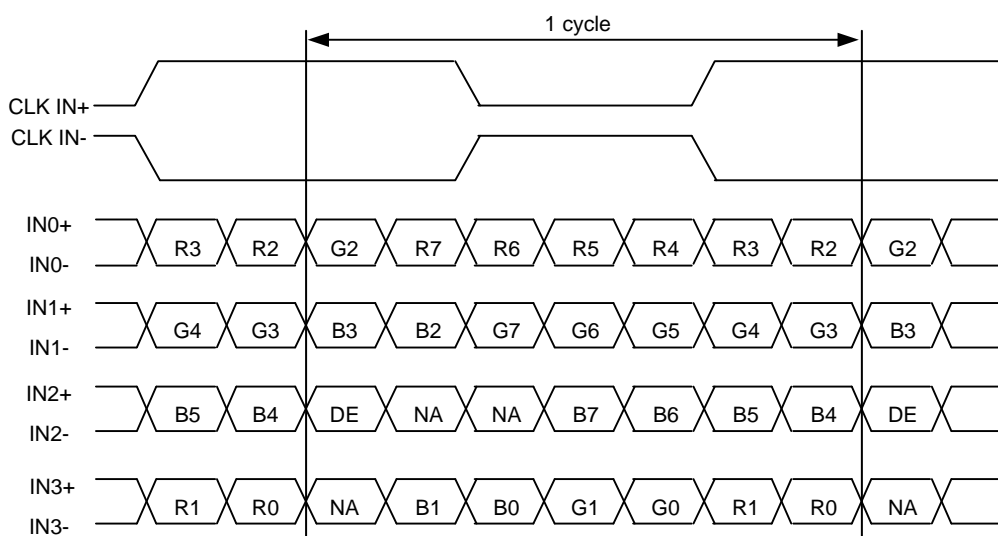 1 cycle
CLK IN+
CLK IN-
IN0+
R3 R2 G2 R7 R6 R5 R4 R3 R2 G2
IN0-
IN1+
G4 G3 B3 B2 G7 G6 G5 G4 G3 B3
IN1-
IN2+
B5 B4 DE NA NA B7 B6 B5 B4 DE
IN2-
IN3+
R1 R0 NA B1 B0 G1 G0 R1 R0 NA
IN3-